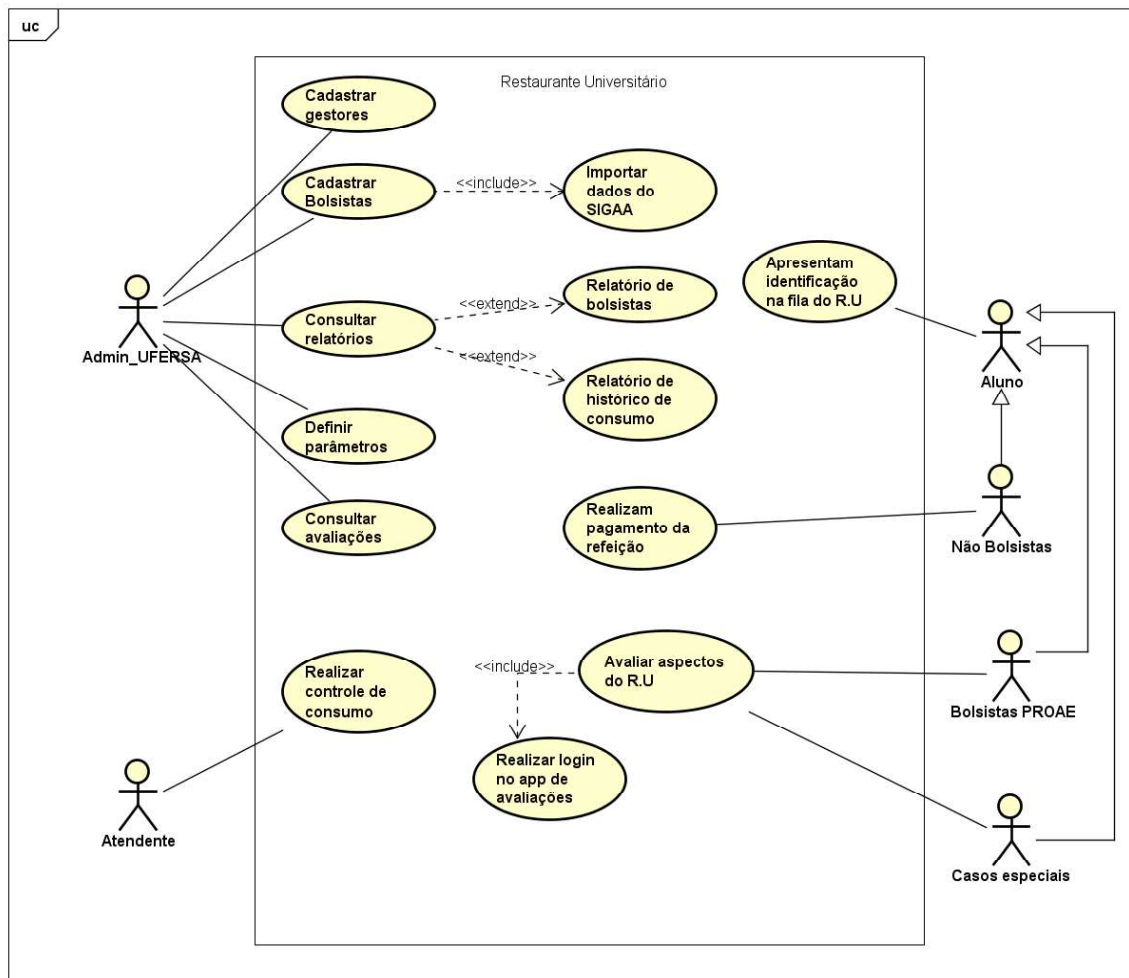 uc
Restaurante Universitário
Cadastrar
gestores
Cadastrar
Bolsistas
<<include>>
Importar
dados do
SIGAA
Apresentam
identificação
na fila do R.U
Relatório de
bolsistas
<<extend>>
Consultar
relatórios
<<extend>>
Relatório de
histórico de
consumo
Admin_UFERSA
Aluno
Definir
parâmetros
Consultar
avaliações
Realizam
pagamento da
refeição
Não Bolsistas
Realizar
controle de
consumo
<<include>>
Avaliar aspectos
do R.U
Bolsistas PROAE
Realizar login
no app de
avaliações
Atendente
Casos especiais